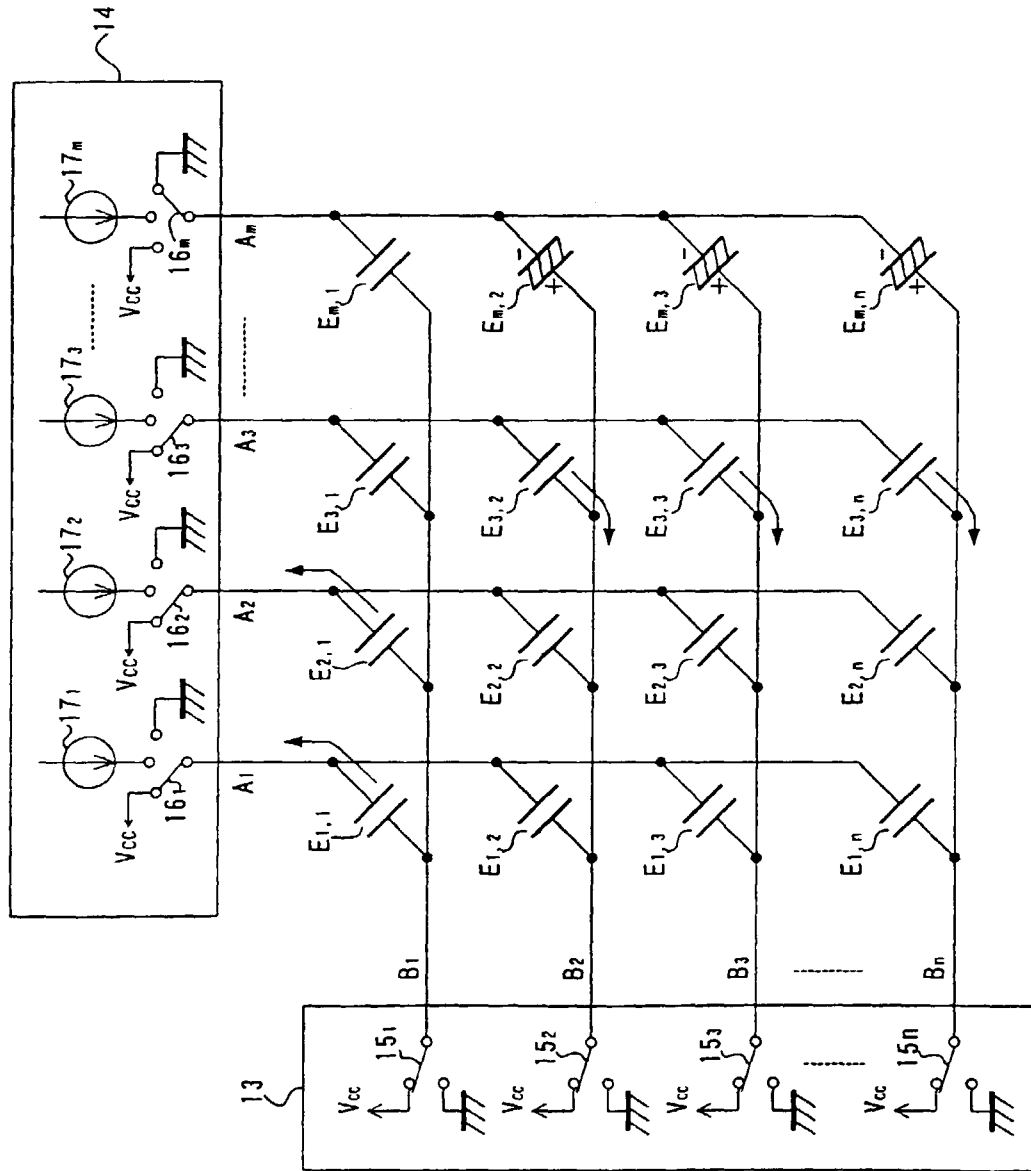 14
17₁ 17₂ 17₃ 17m
Vcc Vcc Vcc Vcc
16₁ 16₂ 16₃ 16m
A₁ A₂ A₃ Am
E₁,₁ E₂,₁ E₃,₁ Em,₁
B₁
E₁,₂ E₂,₂ E₃,₂ Em,₂ - +
B₂
E₁,₃ E₂,₃ E₃,₃ Em,₃ - +
B₃
E₁,n E₂,n E₃,n Em,n - +
Bn
13
Vcc 15₁
Vcc 15₂
Vcc 15₃
Vcc 15n